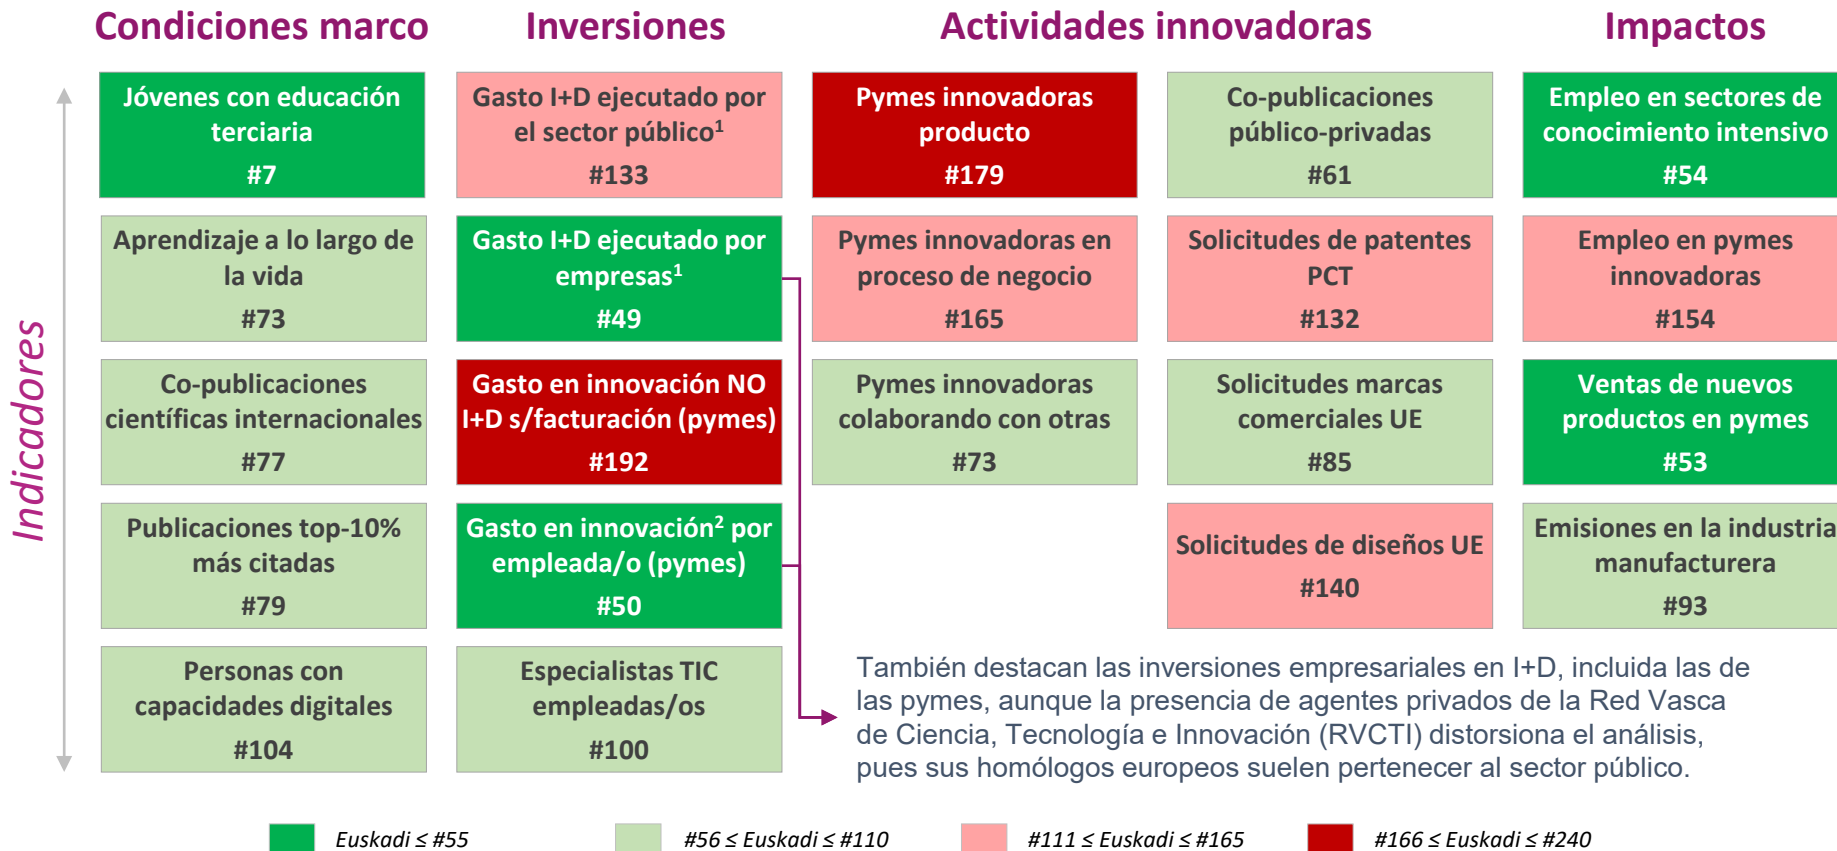 Condiciones marco
Inversiones
Actividades innovadoras
Impactos
Indicadores
Jóvenes con educación
terciaria
#7
Aprendizaje a lo largo de
la vida
#73
Co-publicaciones
científicas internacionales
#77
Publicaciones top-10%
más citadas
#79
Personas con
capacidades digitales
#104
Gasto I+D ejecutado por
el sector público¹
#133
Gasto I+D ejecutado por
empresas¹
#49
Gasto en innovación NO
I+D s/facturación (pymes)
#192
Gasto en innovación² por
empleada/o (pymes)
#50
Especialistas TIC
empleadas/os
#100
Pymes innovadoras
producto
#179
Pymes innovadoras en
proceso de negocio
#165
Pymes innovadoras
colaborando con otras
#73
Co-publicaciones
público-privadas
#61
Solicitudes de patentes
PCT
#132
Solicitudes marcas
comerciales UE
#85
Solicitudes de diseños UE
#140
Empleo en sectores de
conocimiento intensivo
#54
Empleo en pymes
innovadoras
#154
Ventas de nuevos
productos en pymes
#53
Emisiones en la industria
manufacturera
#93
También destacan las inversiones empresariales en I+D, incluida las de
las pymes, aunque la presencia de agentes privados de la Red Vasca
de Ciencia, Tecnología e Innovación (RVCTI) distorsiona el análisis,
pues sus homólogos europeos suelen pertenecer al sector público.
Euskadi ≤ #55
#56 ≤ Euskadi ≤ #110
#111 ≤ Euskadi ≤ #165
#166 ≤ Euskadi ≤ #240